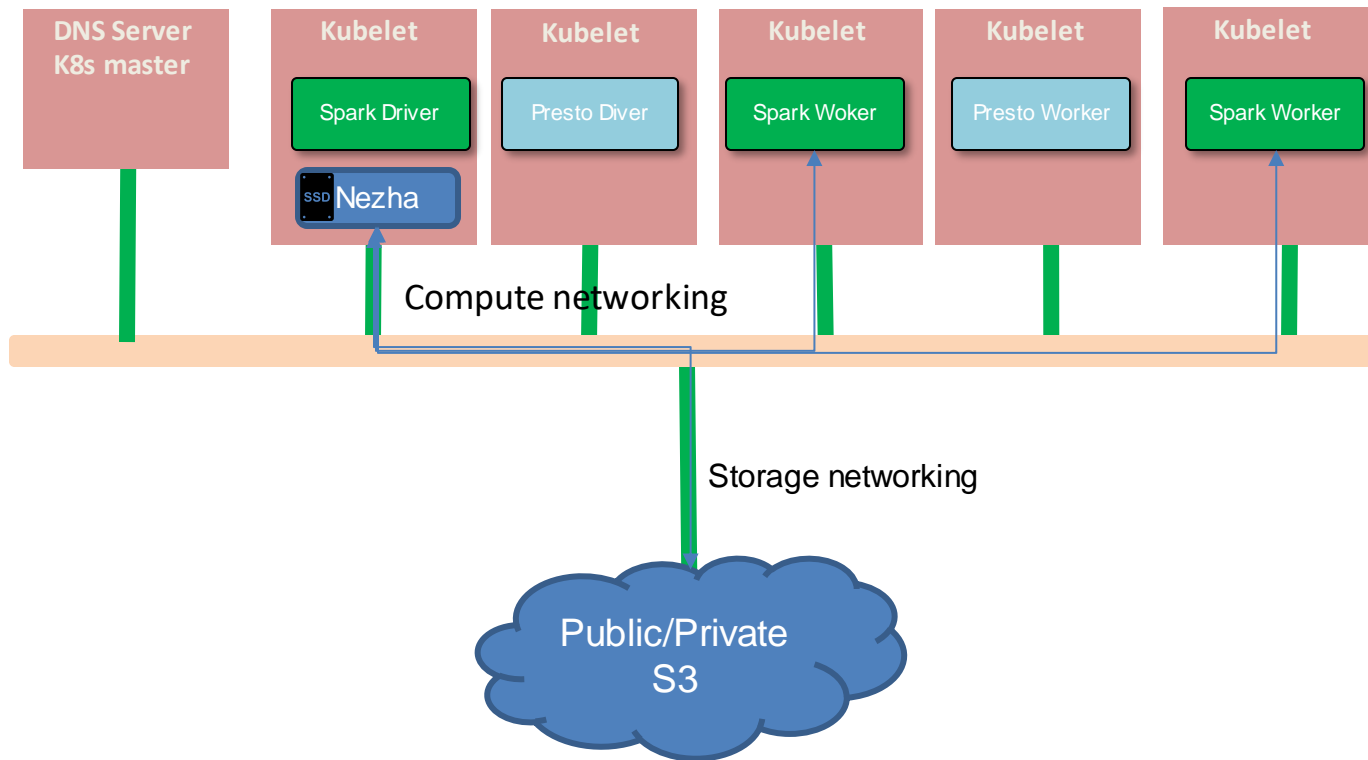 DNS Server
K8s master
Kubelet
Kubelet
Kubelet
Kubelet
Kubelet
Spark Driver
Presto Diver
Spark Woker
Presto Worker
Spark Worker
SSD
Nezha
Compute networking
Storage networking
Public/Private
S3